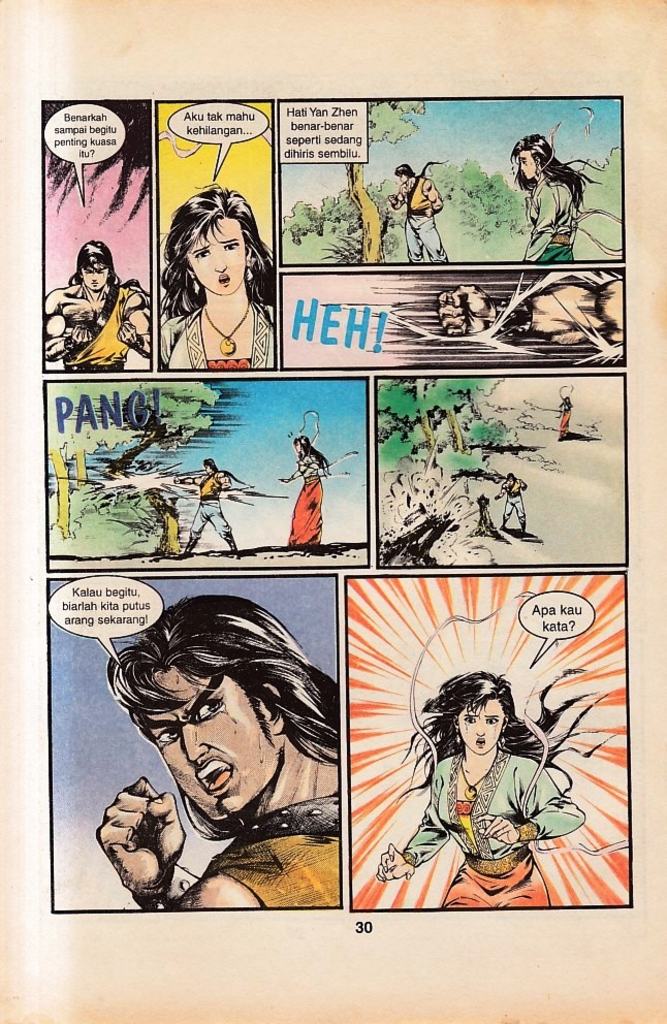 Benarkah
sampai begitu
penting kuasa
itu?
Aku tak mahu
kehilangan...
Hati Yan Zhen
benar-benar
seperti sedang
dihiris sembilu.
HEH!
PANG!
Kalau begitu,
biarlah kita putus
arang sekarang!
Apa kau
kata?
30